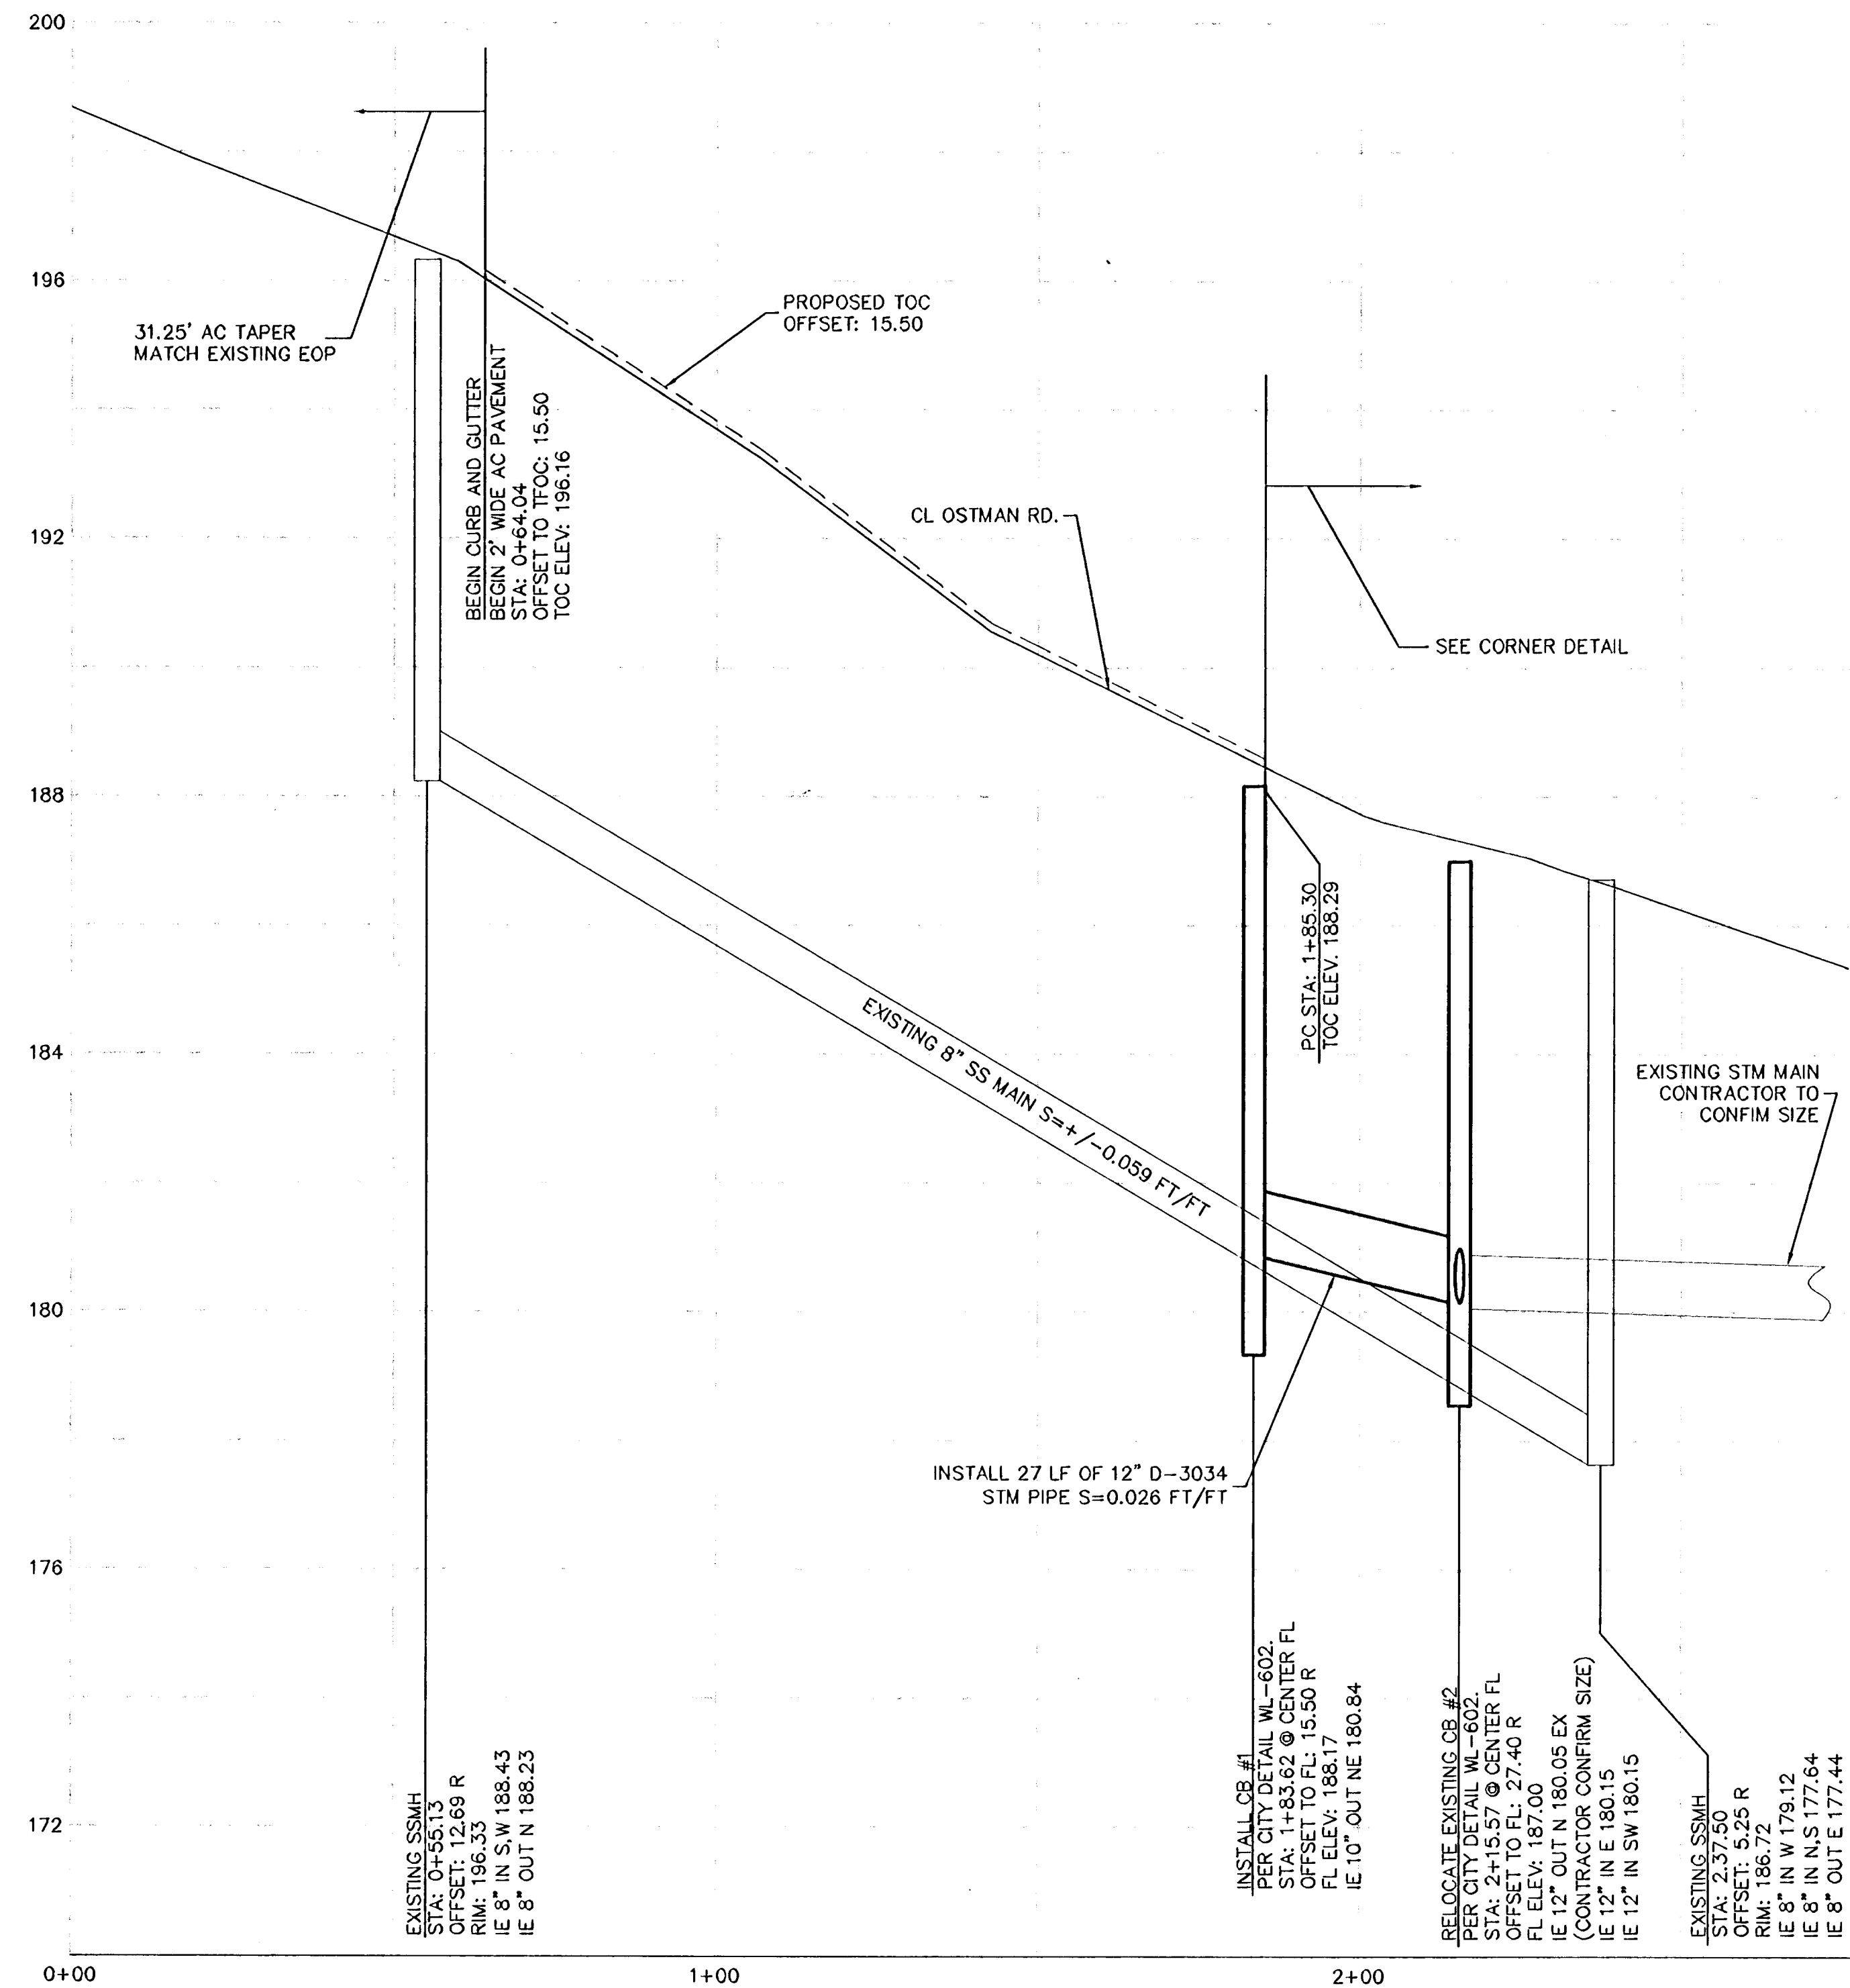 200
196
192
188
184
180
176
172
0+00
1+00
2+00
31.25' AC TAPER
MATCH EXISTING EOP
BEGIN CURB AND GUTTER
BEGIN 2' WIDE AC PAVEMENT
STA: 0+64.04
OFFSET TO TFOC: 15.50
TOC ELEV: 196.16
PROPOSED TOC
OFFSET: 15.50
CL OSTMAN RD.
SEE CORNER DETAIL
PC STA: 1+85.30
TOC ELEV. 188.29
EXISTING 8" SS MAIN S=+/-0.059 FT/FT
EXISTING STM MAIN
CONTRACTOR TO
CONFIM SIZE
INSTALL 27 LF OF 12" D-3034
STM PIPE S=0.026 FT/FT
EXISTING SSMH
STA: 0+55.13
OFFSET: 12.69 R
RIM: 196.33
IE 8" IN S,W 188.43
IE 8" OUT N 188.23
INSTALL CB #1
PER CITY DETAIL WL-602.
STA: 1+83.62 @ CENTER FL
OFFSET TO FL: 15.50 R
FL ELEV: 188.17
IE 10" OUT NE 180.84
RELOCATE EXISTING CB #2
PER CITY DETAIL WL-602.
STA: 2+15.57 @ CENTER FL
OFFSET TO FL: 27.40 R
FL ELEV: 187.00
IE 12" OUT N 180.05 EX
(CONTRACTOR CONFIRM SIZE)
IE 12" IN E 180.15
IE 12" IN SW 180.15
EXISTING SSMH
STA: 2.37.50
OFFSET: 5.25 R
RIM: 186.72
IE 8" IN W 179.12
IE 8" IN N,S 177.64
IE 8" OUT E 177.44